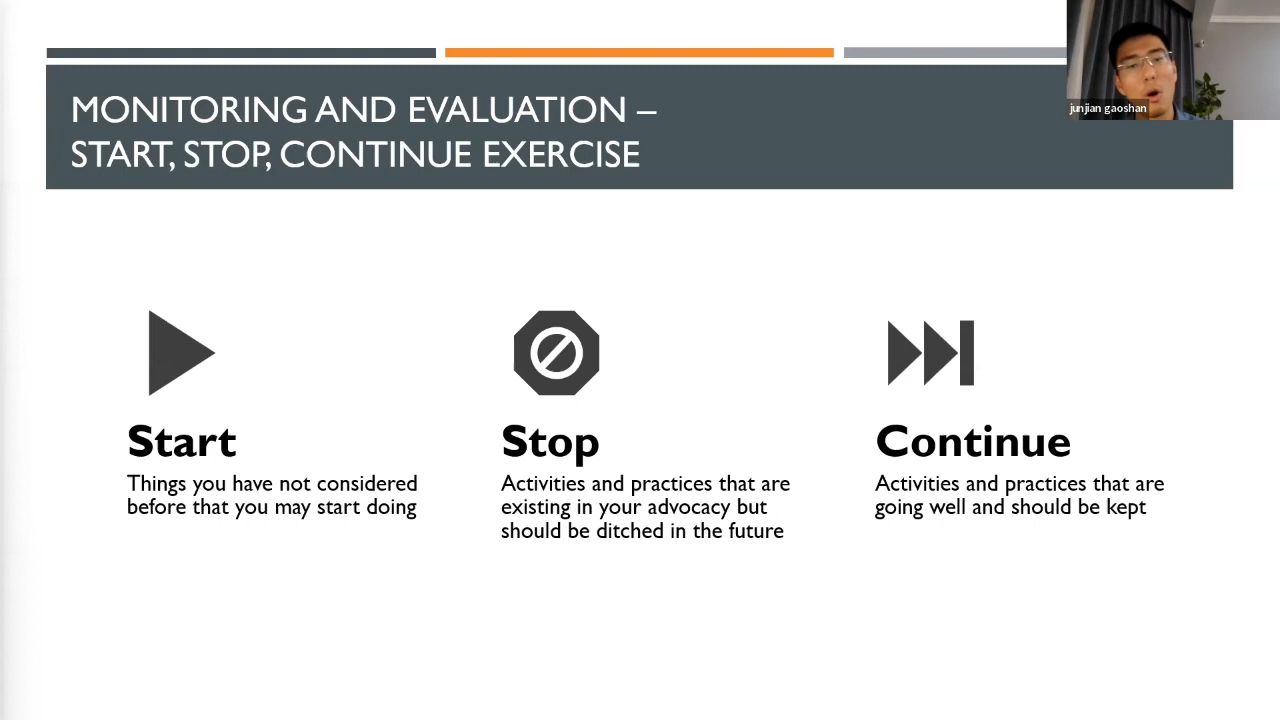 MONITORING AND EVALUATION –
START, STOP, CONTINUE EXERCISE
junjian gaoshan
Start
Things you have not considered
before that you may start doing
Stop
Activities and practices that are
existing in your advocacy but
should be ditched in the future
Continue
Activities and practices that are
going well and should be kept